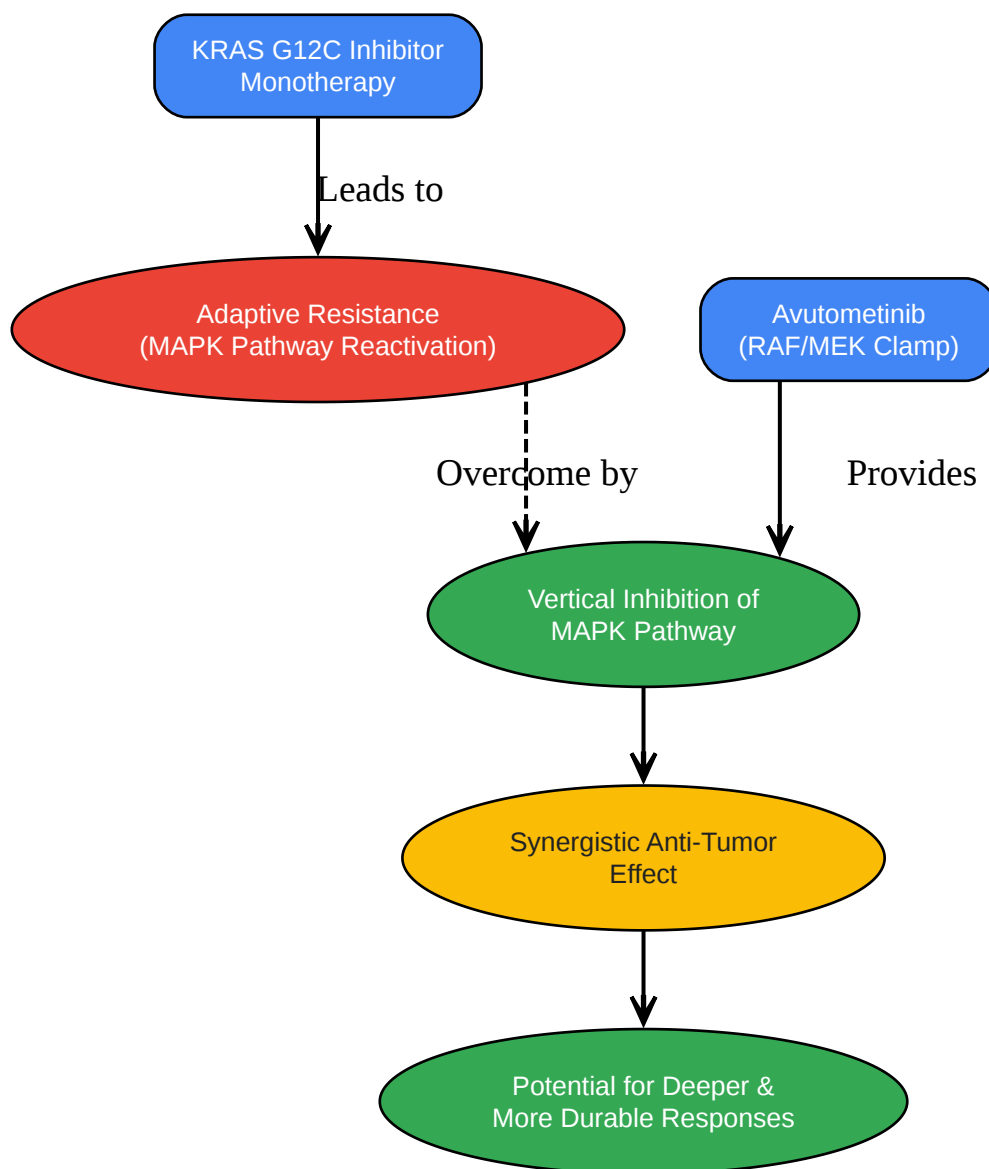 KRAS G12C Inhibitor
Monotherapy
Leads to
Adaptive Resistance
(MAPK Pathway Reactivation)
Avutometinib
(RAF/MEK Clamp)
Overcome by
Provides
Vertical Inhibition of
MAPK Pathway
Synergistic Anti-Tumor
Effect
Potential for Deeper &
More Durable Responses